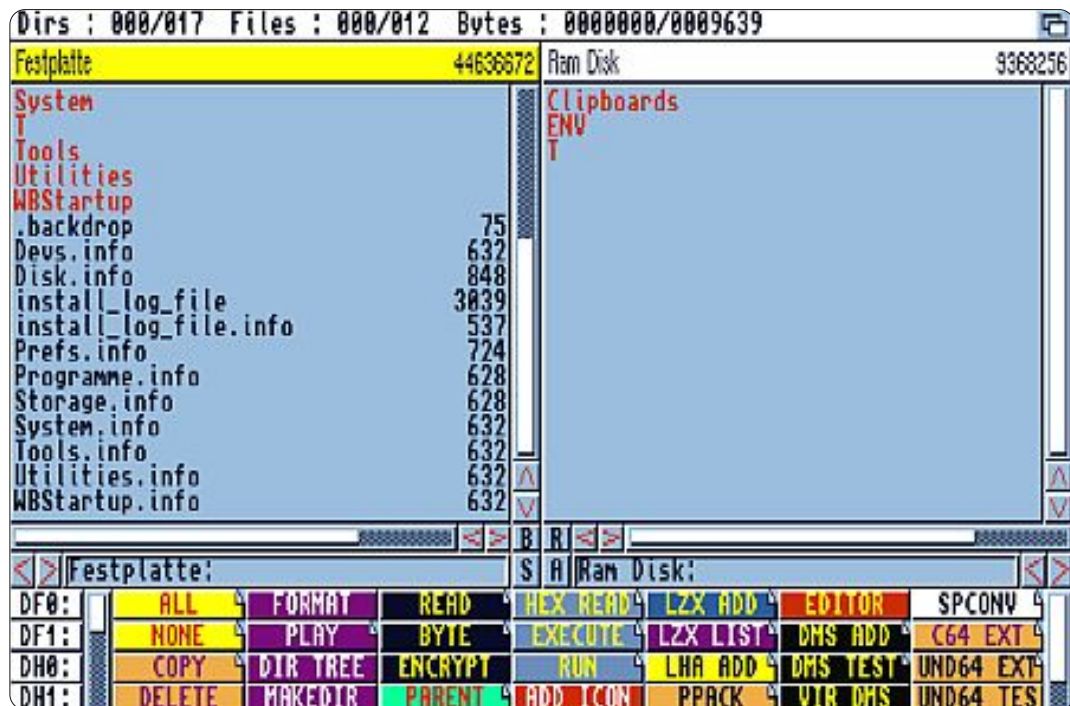 Dirs : 000/017 Files : 000/012 Bytes : 0000000/0009639
Festplatte 44636672 Ram Disk 9368256
System
T
Tools
Utilities
WBStartup
.backdrop 75
Devs.info 632
Disk.info 848
install_log_file 3039
install_log_file.info 537
Prefs.info 724
Programme.info 628
Storage.info 628
System.info 632
Tools.info 632
Utilities.info 632
WBStartup.info 632
Clipboards
ENV
T
B R
Festplatte: S A Ram Disk:
DF0: ALL FORMAT READ HEX READ LZX ADD EDITOR SPCONV
DF1: NONE PLAY BYTE EXECUTE LZX LIST DMS ADD C64 EXT
DH0: COPY DIR TREE ENCRYPT RUN LHA ADD DMS TEST UND64 EXT
DH1: DELETE MAKEDIR PARENT ADD ICON PPACK VIR DMS UND64 TES